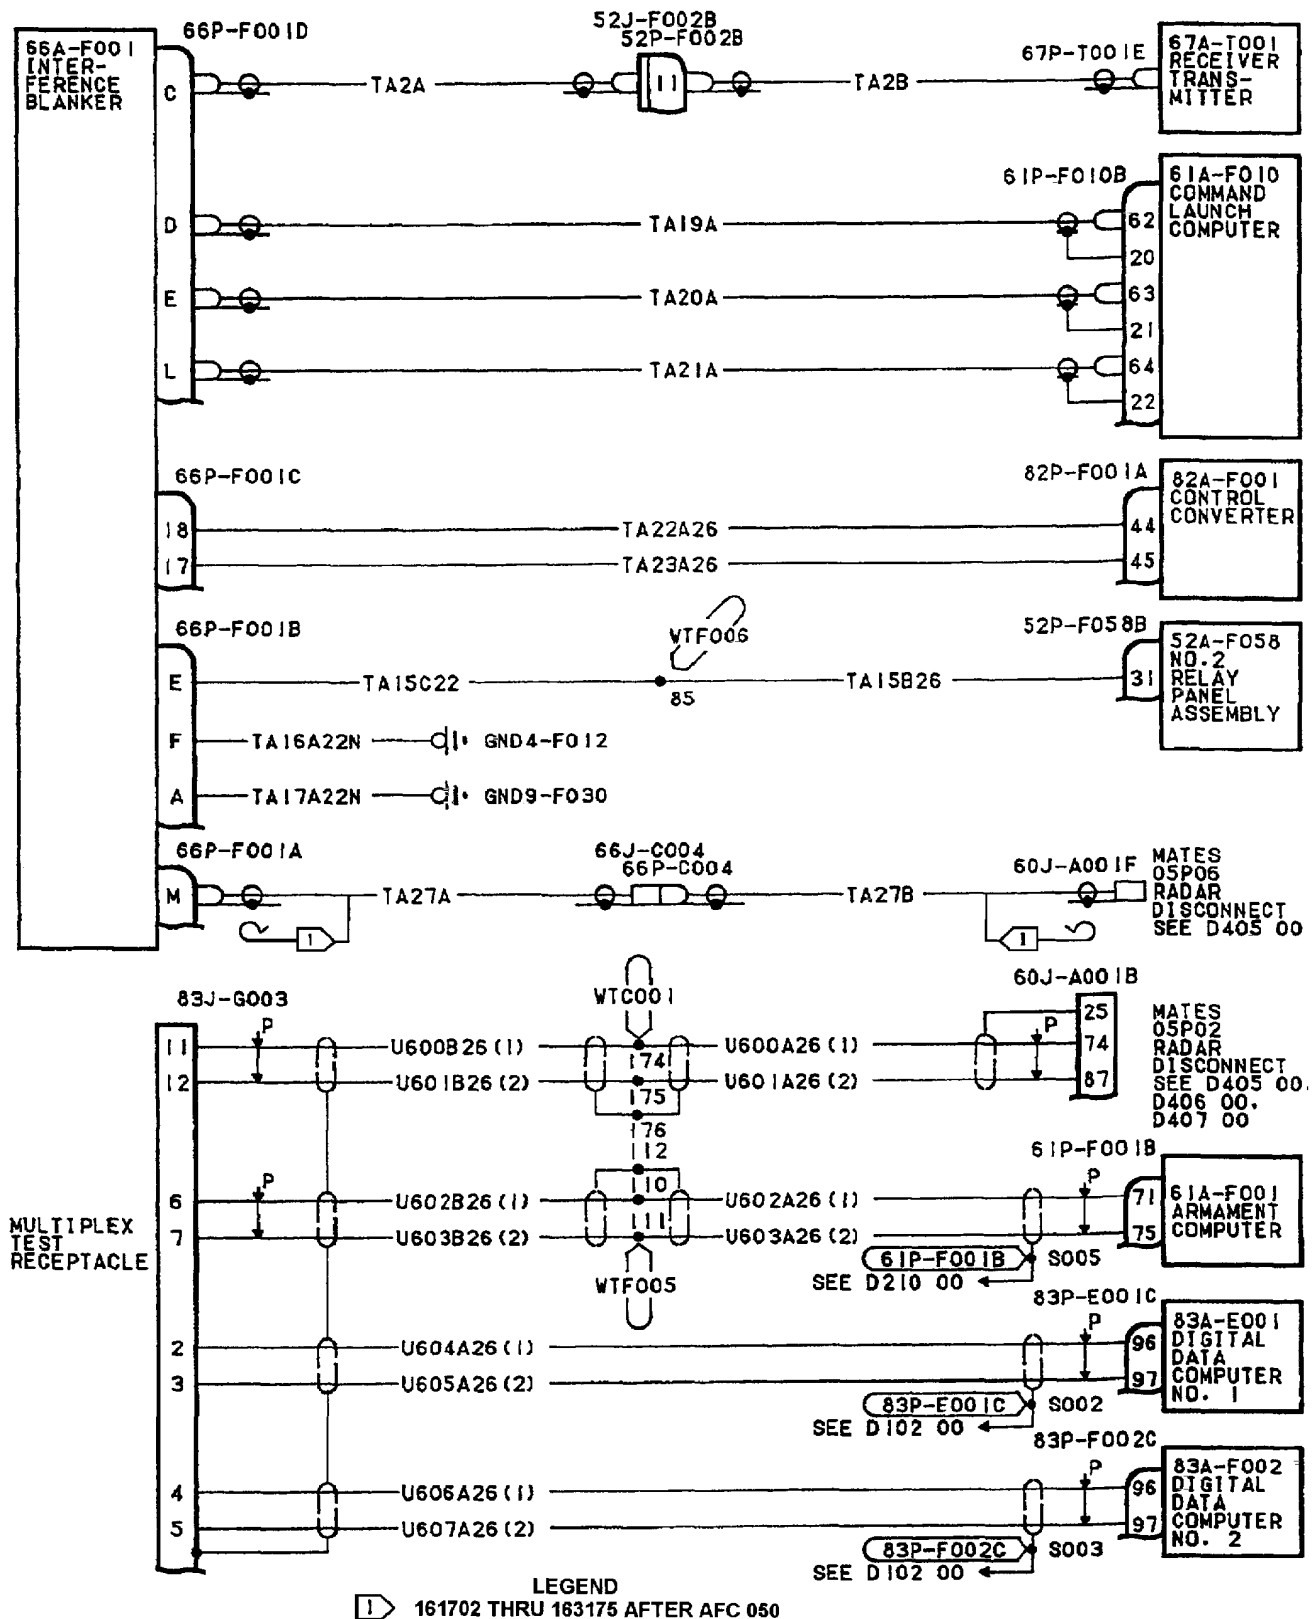 52J-F002B
66P-F001D
52P-F002B
66A-F001
INTER-
FERENCE
BLANKER
67P-T001E
67A-T001
RECEIVER
TRANS-
MITTER
C
TA2A
11
TA2B
61P-F010B
61A-F010
COMMAND
LAUNCH
COMPUTER
D
TA19A
62
20
E
TA20A
63
21
L
TA21A
64
22
66P-F001C
82P-F001A
82A-F001
CONTROL
CONVERTER
18
TA22A26
44
17
TA23A26
45
66P-F001B
WTF006
52P-F058B
52A-F058
NO.2
RELAY
PANEL
ASSEMBLY
E
TA15C22
85
TA15B26
31
F
TA16A22N
GND4-F012
A
TA17A22N
GND9-F030
66P-F001A
66J-C004
66P-C004
60J-A001F
MATES
05P06
RADAR
DISCONNECT
SEE D405 00
M
TA27A
TA27B
1
1
83J-G003
WTC001
60J-A001B
MATES
05P02
RADAR
DISCONNECT
SEE D405 00,
D406 00,
D407 00
25
P
P
11
U600B26(1)
174
U600A26(1)
74
12
U601B26(2)
175
U601A26(2)
87
176
112
61P-F001B
61A-F001
ARMAMENT
COMPUTER
P
P
6
U602B26(1)
110
U602A26(1)
71
7
U603B26(2)
111
U603A26(2)
75
MULTIPLEX
TEST
RECEPTACLE
WTF005
61P-F001B
S005
SEE D210 00
83P-E001C
83A-E001
DIGITAL
DATA
COMPUTER
NO. 1
P
2
U604A26(1)
96
3
U605A26(2)
97
83P-E001C
S002
SEE D102 00
83P-F002C
83A-F002
DIGITAL
DATA
COMPUTER
NO. 2
P
4
U606A26(1)
96
5
U607A26(2)
97
83P-F002C
S003
SEE D102 00
LEGEND
1 161702 THRU 163175 AFTER AFC 050